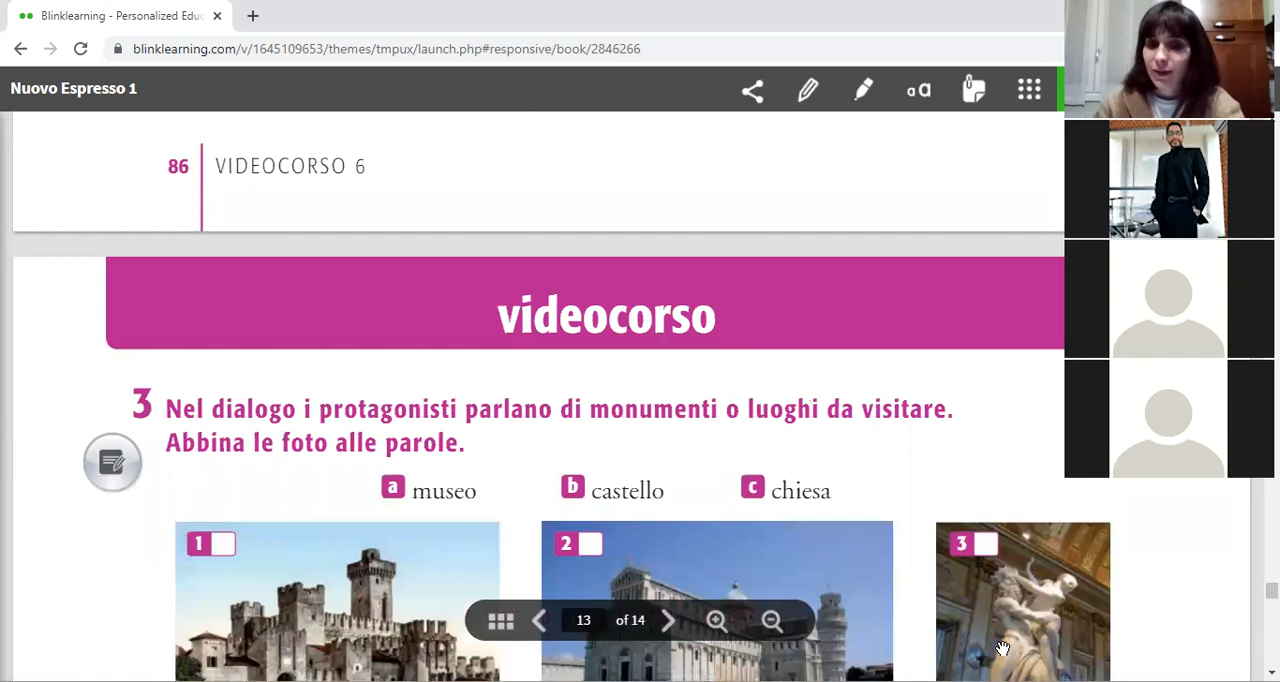 Blinklearning - Personalized Educ
blinklearning.com/v/1645109653/themes/tmpux/launch.php#responsive/book/2846266
Nuovo Espresso 1
aa
86 VIDEOCORSO 6
videocorso
3 Nel dialogo i protagonisti parlano di monumenti o luoghi da visitare.
Abbina le foto alle parole.
a museo b castello c chiesa
1 2 3
13 of 14